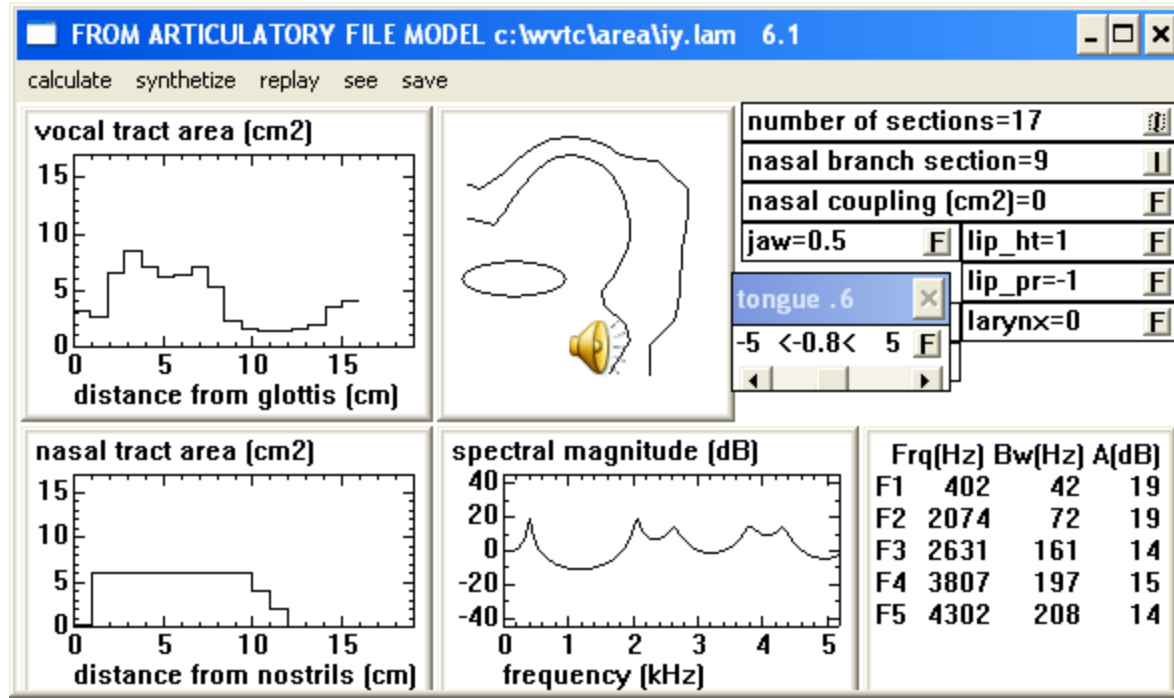 FROM ARTICULATORY FILE MODEL c:\wvtc\area\iy.lam 6.1
calculate synthetize replay see save
vocal tract area (cm2)
15
10
5
0
0 5 10 15
distance from glottis (cm)
number of sections=17
nasal branch section=9 I
nasal coupling (cm2)=0 F
jaw=0.5 F lip_ht=1 F
lip_pr=-1 F
tongue .6
larynx=0 F
-5 <-0.8< 5 F
nasal tract area (cm2)
15
10
5
0
0 5 10 15
distance from nostrils (cm)
spectral magnitude (dB)
40
20
0
-20
-40
0 1 2 3 4 5
frequency (kHz)
Frq(Hz) Bw(Hz) A(dB)
F1 402 42 19
F2 2074 72 19
F3 2631 161 14
F4 3807 197 15
F5 4302 208 14